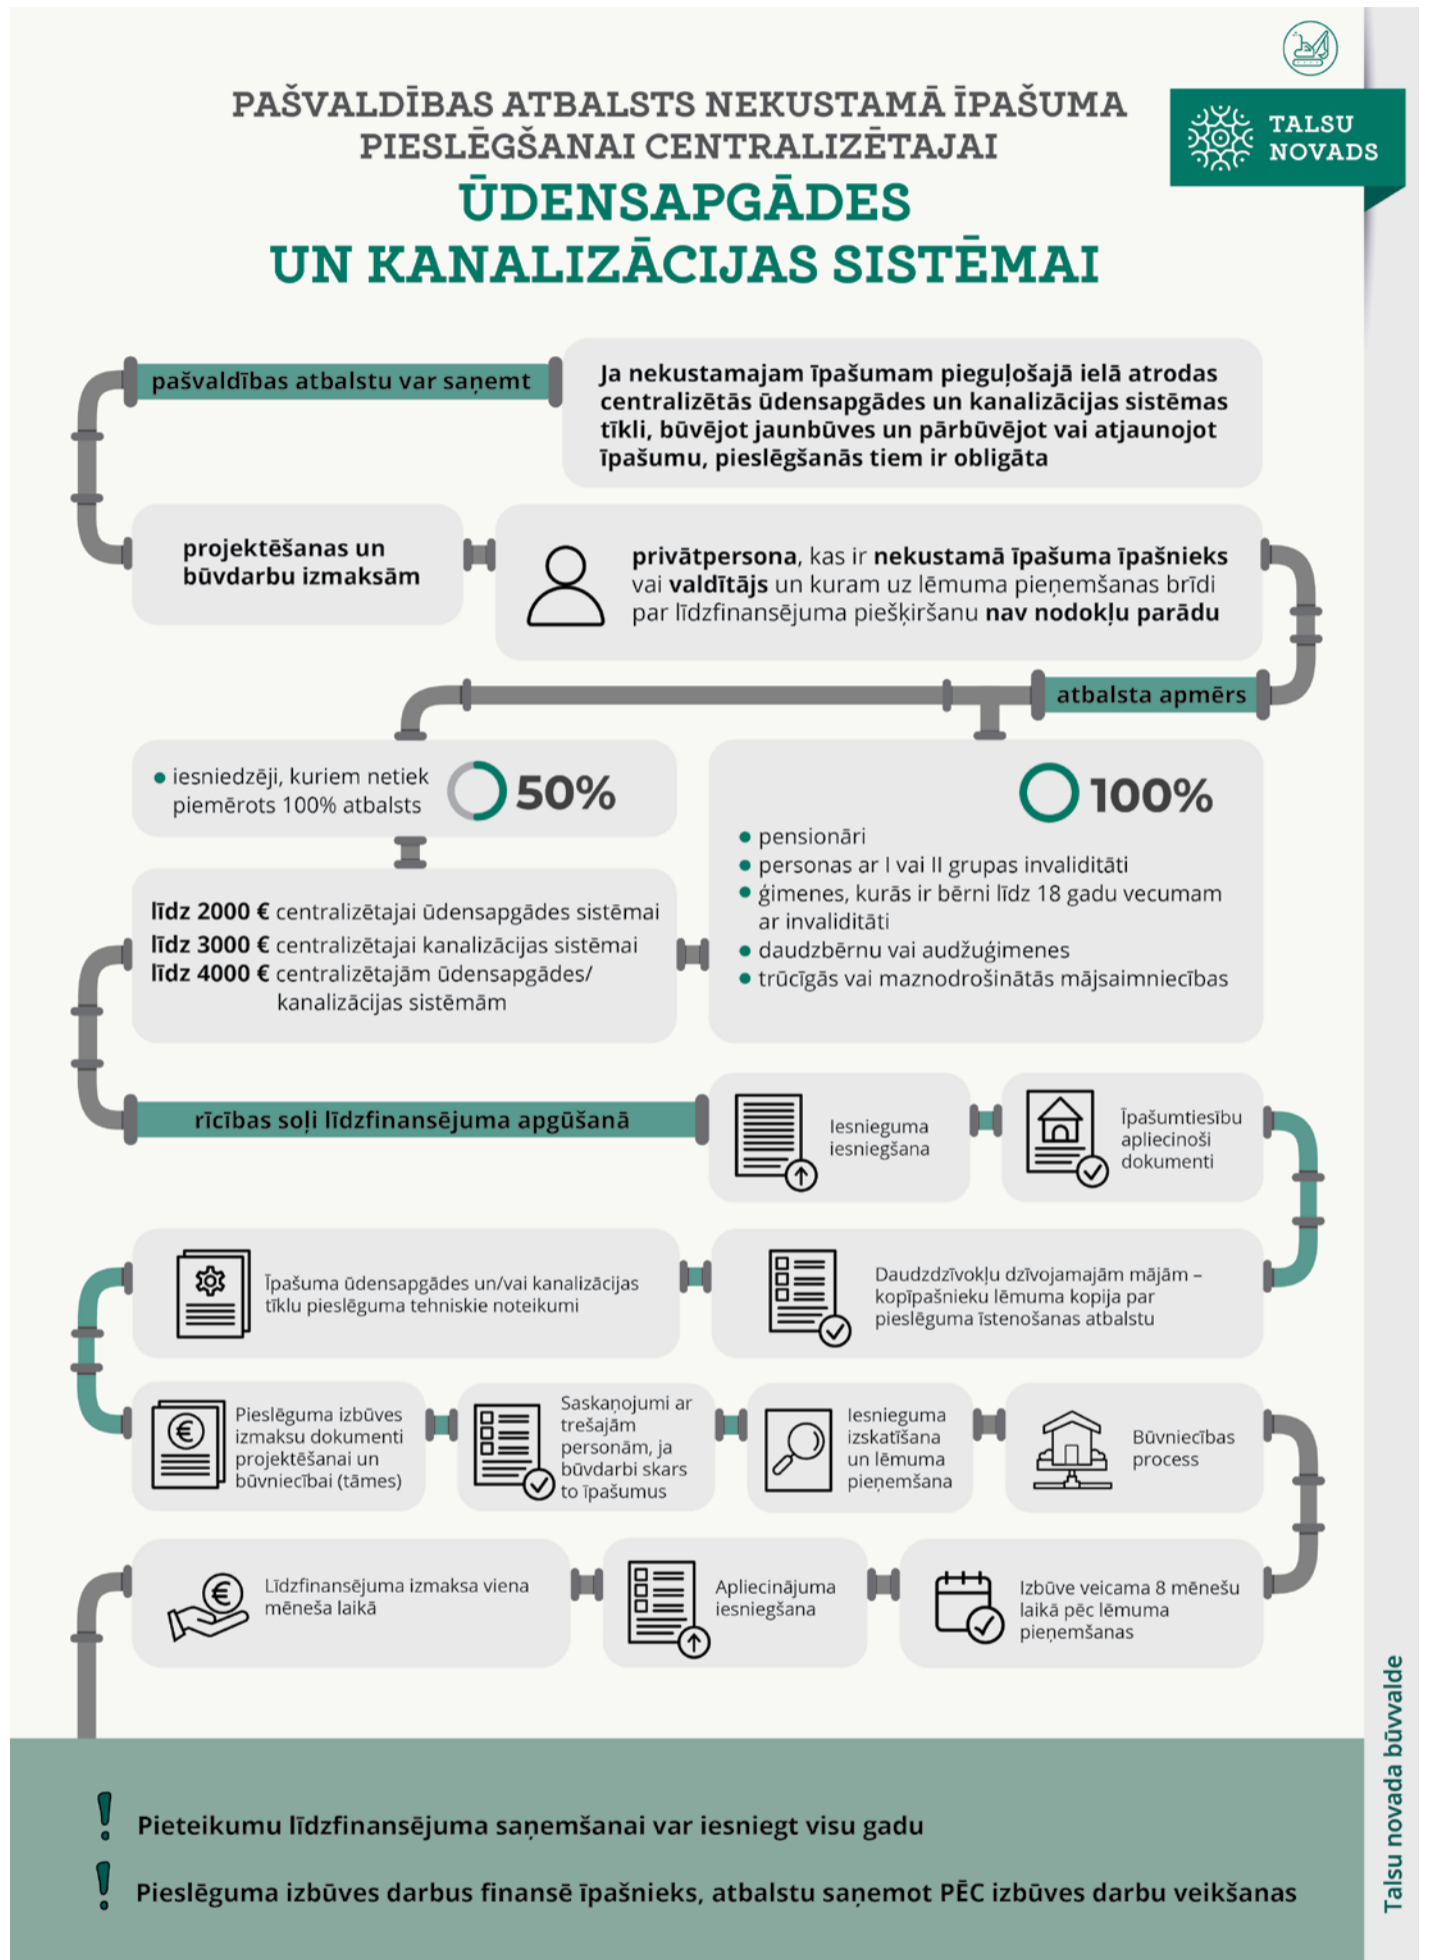 PAŠVALDĪBAS ATBALSTS NEKUSTAMĀ ĪPAŠUMA
PIESLĒGŠANAI CENTRALIZĒTAJAI
ŪDENSAPGĀDES
UN KANALIZĀCIJAS SISTĒMAI
TALSU
NOVADS
pašvaldības atbalstu var saņemt
Ja nekustamajam īpašumam pieguļošajā ielā atrodas
centralizētās ūdensapgādes un kanalizācijas sistēmas
tīkli, būvējot jaunbūves un pārbūvējot vai atjaunojot
īpašumu, pieslēgšanās tiem ir obligāta
projektēšanas un
būvdarbu izmaksām
privātpersona, kas ir nekustamā īpašuma īpašnieks
vai valdītājs un kuram uz lēmuma pieņemšanas brīdi
par līdzfinansējuma piešķiršanu nav nodokļu parādu
atbalsta apmērs
• iesniedzēji, kuriem netiek
piemērots 100% atbalsts
50%
līdz 2000 € centralizētajai ūdensapgādes sistēmai
līdz 3000 € centralizētajai kanalizācijas sistēmai
līdz 4000 € centralizētajām ūdensapgādes/
kanalizācijas sistēmām
100%
• pensionāri
• personas ar I vai II grupas invaliditāti
• ģimenes, kurās ir bērni līdz 18 gadu vecumam
ar invaliditāti
• daudzbērnu vai audžuģimenes
• trūcīgās vai maznodrošinātās mājsaimniecības
rīcības soļi līdzfinansējuma apgūšanā
Iesnieguma
iesniegšana
Īpašumtiesību
apliecinoši
dokumenti
Īpašuma ūdensapgādes un/vai kanalizācijas
tīklu pieslēguma tehniskie noteikumi
Daudzdzīvokļu dzīvojamajām mājām –
kopīpašnieku lēmuma kopija par
pieslēguma īstenošanas atbalstu
€
Pieslēguma izbūves
izmaksu dokumenti
projektēšanai un
būvniecībai (tāmes)
Saskaņojumi ar
trešajām
personām, ja
būvdarbi skars
to īpašumus
Iesnieguma
izskatīšana
un lēmuma
pieņemšana
Būvniecības
process
€
Līdzfinansējuma izmaksa viena
mēneša laikā
Apliecinājuma
iesniegšana
Izbūve veicama 8 mēnešu
laikā pēc lēmuma
pieņemšanas
! Pieteikumu līdzfinansējuma saņemšanai var iesniegt visu gadu
! Pieslēguma izbūves darbus finansē īpašnieks, atbalstu saņemot PĒC izbūves darbu veikšanas
Talsu novada būvvalde